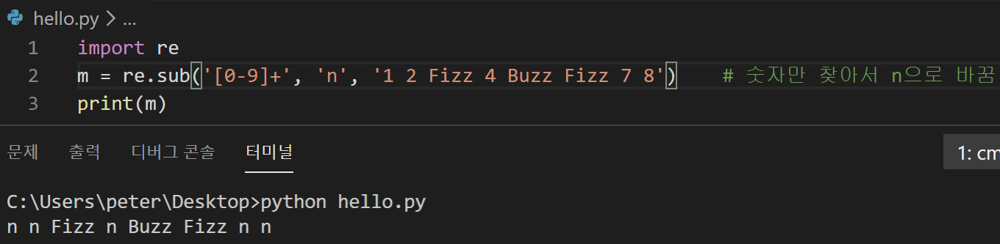 hello.py > ...
1 import re
2 m = re.sub('[0-9]+', 'n', '1 2 Fizz 4 Buzz Fizz 7 8')    # 숫자만 찾아서 n으로 바꿈
3 print(m)
문제 출력 디버그 콘솔 터미널 1: cm
C:\Users\peter\Desktop>python hello.py
n n Fizz n Buzz Fizz n n